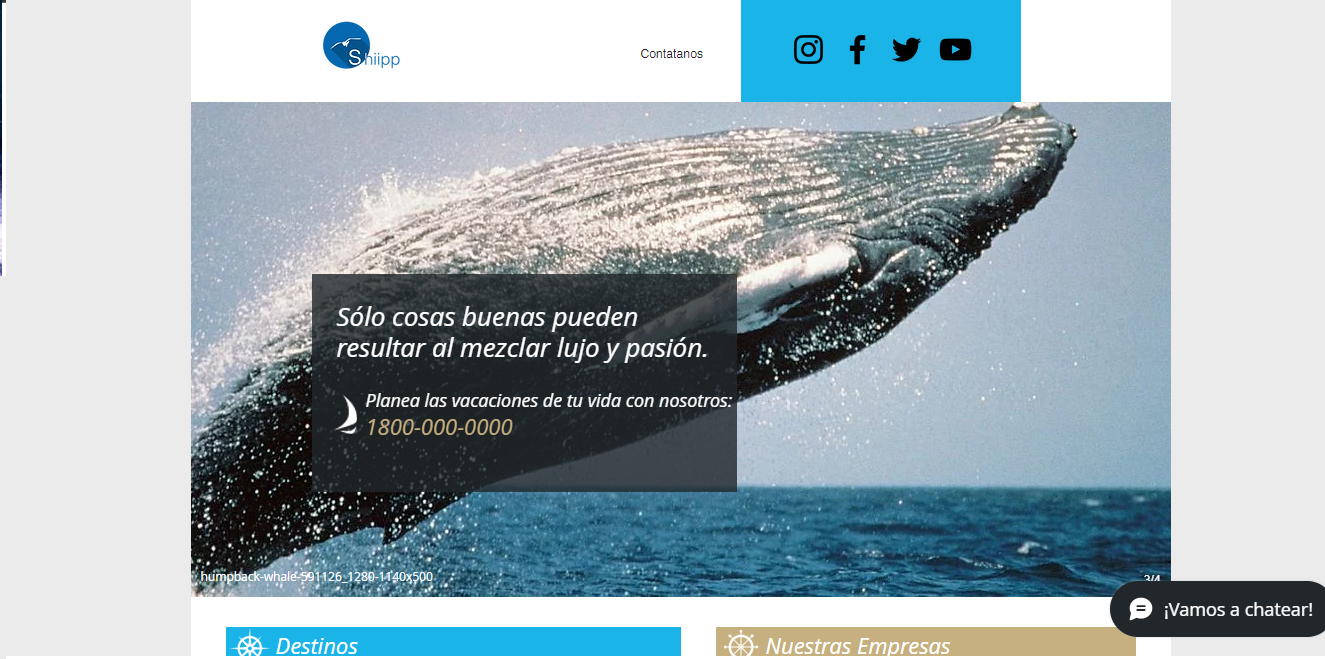 Shiipp
Contatanos
Sólo cosas buenas pueden
resultar al mezclar lujo y pasión.
Planea las vacaciones de tu vida con nosotros:
1800-000-0000
humpback-whale-591126_1280-1140x500
3/4
¡Vamos a chatear!
Destinos
Nuestras Empresas